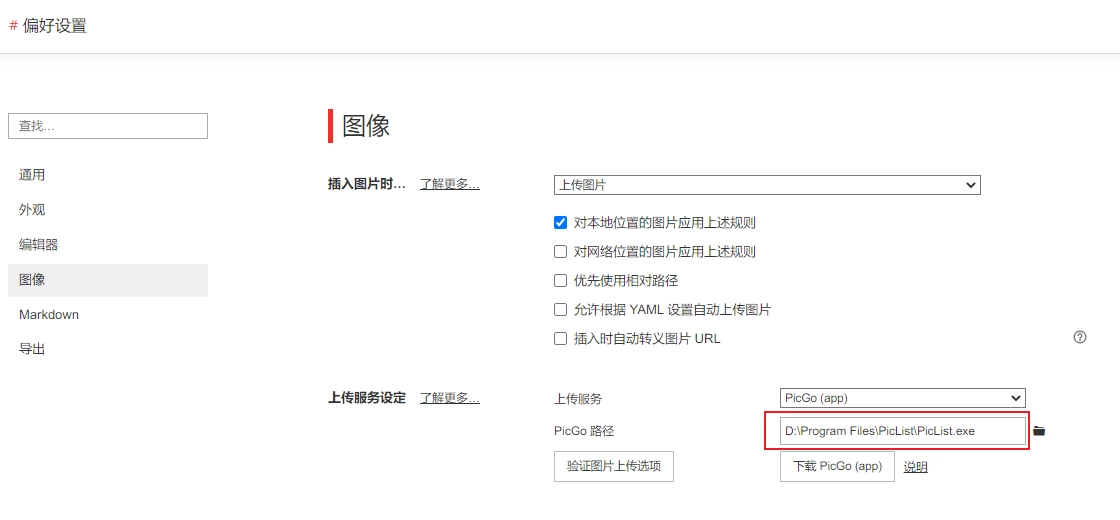 # 偏好设置
查找...
通用
外观
编辑器
图像
Markdown
导出
图像
插入图片时... 了解更多... 上传图片
对本地位置的图片应用上述规则
对网络位置的图片应用上述规则
优先使用相对路径
允许根据 YAML 设置自动上传图片
插入时自动转义图片 URL
上传服务设定 了解更多... 上传服务 PicGo (app)
PicGo 路径 D:\Program Files\PicList\PicList.exe
验证图片上传选项 下载 PicGo (app) 说明